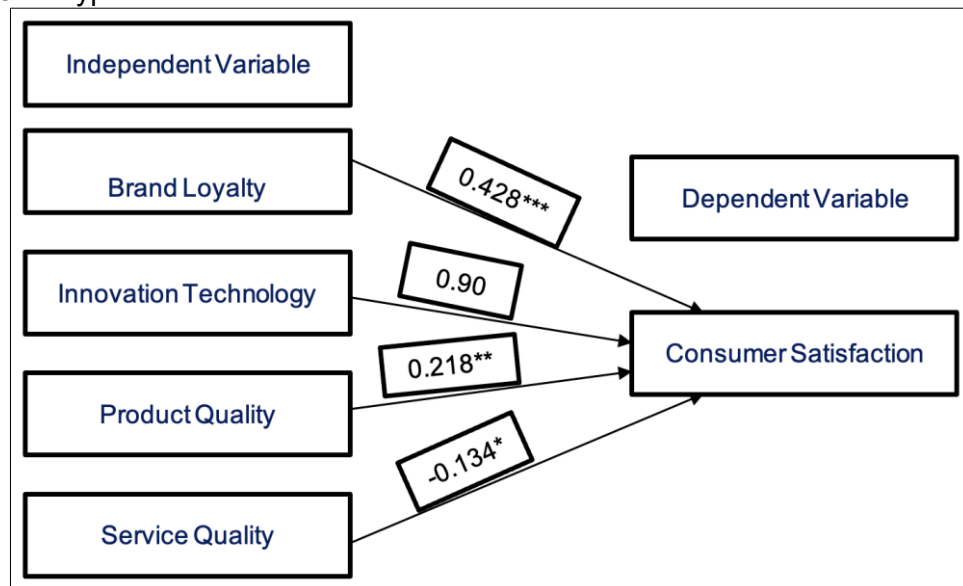 Independent Variable
Brand Loyalty
Innovation Technology
Product Quality
Service Quality
0.428***
0.90
0.218**
-0.134*
Dependent Variable
Consumer Satisfaction